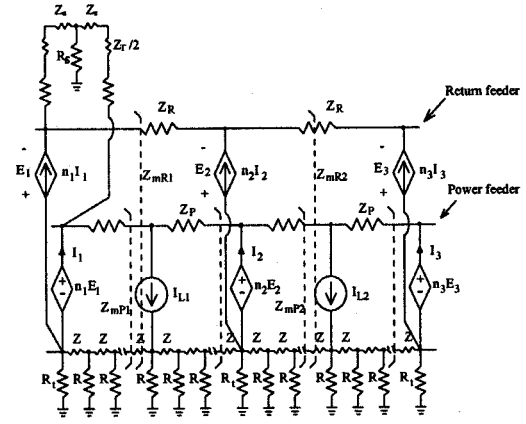 Zs Zs
RS ZT/2
ZR ZR
Return feeder
E1 - + n1I1 ZmR1 E2 - + n2I2 ZmR2 E3 - + n3I3
Power feeder
ZP ZP
I1 I2 I3
+ - n1E1 IL1 + - n2E2 IL2 + - n3E3
ZmP1 ZmP2
Z Z Z Z Z Z Z Z Z
Rt R R R R R Rt R R R R R Rt